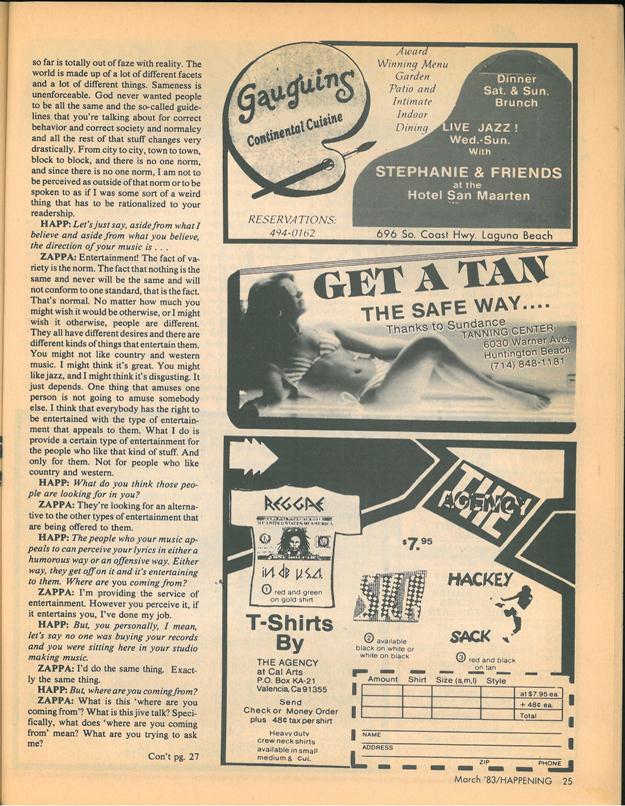 so far is totally out of faze with reality. The
world is made up of a lot of different facets
and a lot of different things. Sameness is
unenforceable. God never wanted people
to be all the same and the so-called guide-
lines that you're talking about for correct
behavior and correct society and normalcy
and all the rest of that stuff changes very
drastically. From city to city, town to town,
block to block, and there is no one norm,
and since there is no one norm, I am not to
be perceived as outside of that norm or to be
spoken to as if I was some sort of a weird
thing that has to be rationalized to your
readership.
HAPP: Let's just say, aside from what I
believe and aside from what you believe,
the direction of your music is . . .
ZAPPA: Entertainment! The fact of va-
riety is the norm. The fact that nothing is the
same and never will be the same and will
not conform to one standard, that is the fact.
That's normal. No matter how much you
might wish it would be otherwise, or I might
wish it otherwise, people are different.
They all have different desires and there are
different kinds of things that entertain them.
You might not like country and western
music. I might think it's great. You might
like jazz, and I might think it's disgusting. It
just depends. One thing that amuses one
person is not going to amuse somebody
else. I think that everybody has the right to
be entertained with the type of entertain-
ment that appeals to them. What I do is
provide a certain type of entertainment for
the people who like that kind of stuff. And
only for them. Not for people who like
country and western.
HAPP: What do you think those peo-
ple are looking for in you?
ZAPPA: They're looking for an alterna-
tive to the other types of entertainment that
are being offered to them.
HAPP: The people who your music ap-
peals to can perceive your lyrics in either a
humorous way or an offensive way. Either
way, they get off on it and it's entertaining
to them. Where are you coming from?
ZAPPA: I'm providing the service of
entertainment. However you perceive it, if
it entertains you, I've done my job.
HAPP: But, you personally, I mean,
let's say no one was buying your records
and you were sitting here in your studio
making music.
ZAPPA: I'd do the same thing. Exact-
ly the same thing.
HAPP: But, where are you coming from?
ZAPPA: What is this 'where are you
coming from'? What is this jive talk? Speci-
fically, what does 'where are you coming
from' mean? What are you trying to ask
me?
Con't pg. 27
Gauguins
Continental Cuisine
RESERVATIONS:
494-0162
Award
Winning Menu
Garden
Patio and
Intimate
Indoor
Dining
Dinner
Sat. & Sun.
Brunch
LIVE JAZZ!
Wed.-Sun.
With
STEPHANIE & FRIENDS
at the
Hotel San Maarten
696 So. Coast Hwy. Laguna Beach
GET A TAN
THE SAFE WAY....
Thanks to Sundance
TANNING CENTER
6030 Warner Ave.
Huntington Beach
(714) 848-1181
THE
AGENCY
REGGAE
THE UNITED STATES OF AMERICA
IN DE U.S.A.
1 red and green
on gold shirt
$7.95
2 available
black on white or
white on black
HACKEY
SACK
3 red and black
on tan
T-Shirts
By
THE AGENCY
at Cal Arts
P.O. Box KA-21
Valencia, Ca 91355
Send
Check or Money Order
plus 48¢ tax per shirt
Heavy duty
crew neck shirts
available in small
medium &
Amount Shirt Size (s,m,l) Style
at $7.95 ea.
+ 48¢ ea.
Total
NAME
ADDRESS
ZIP PHONE
March '83/HAPPENING 25